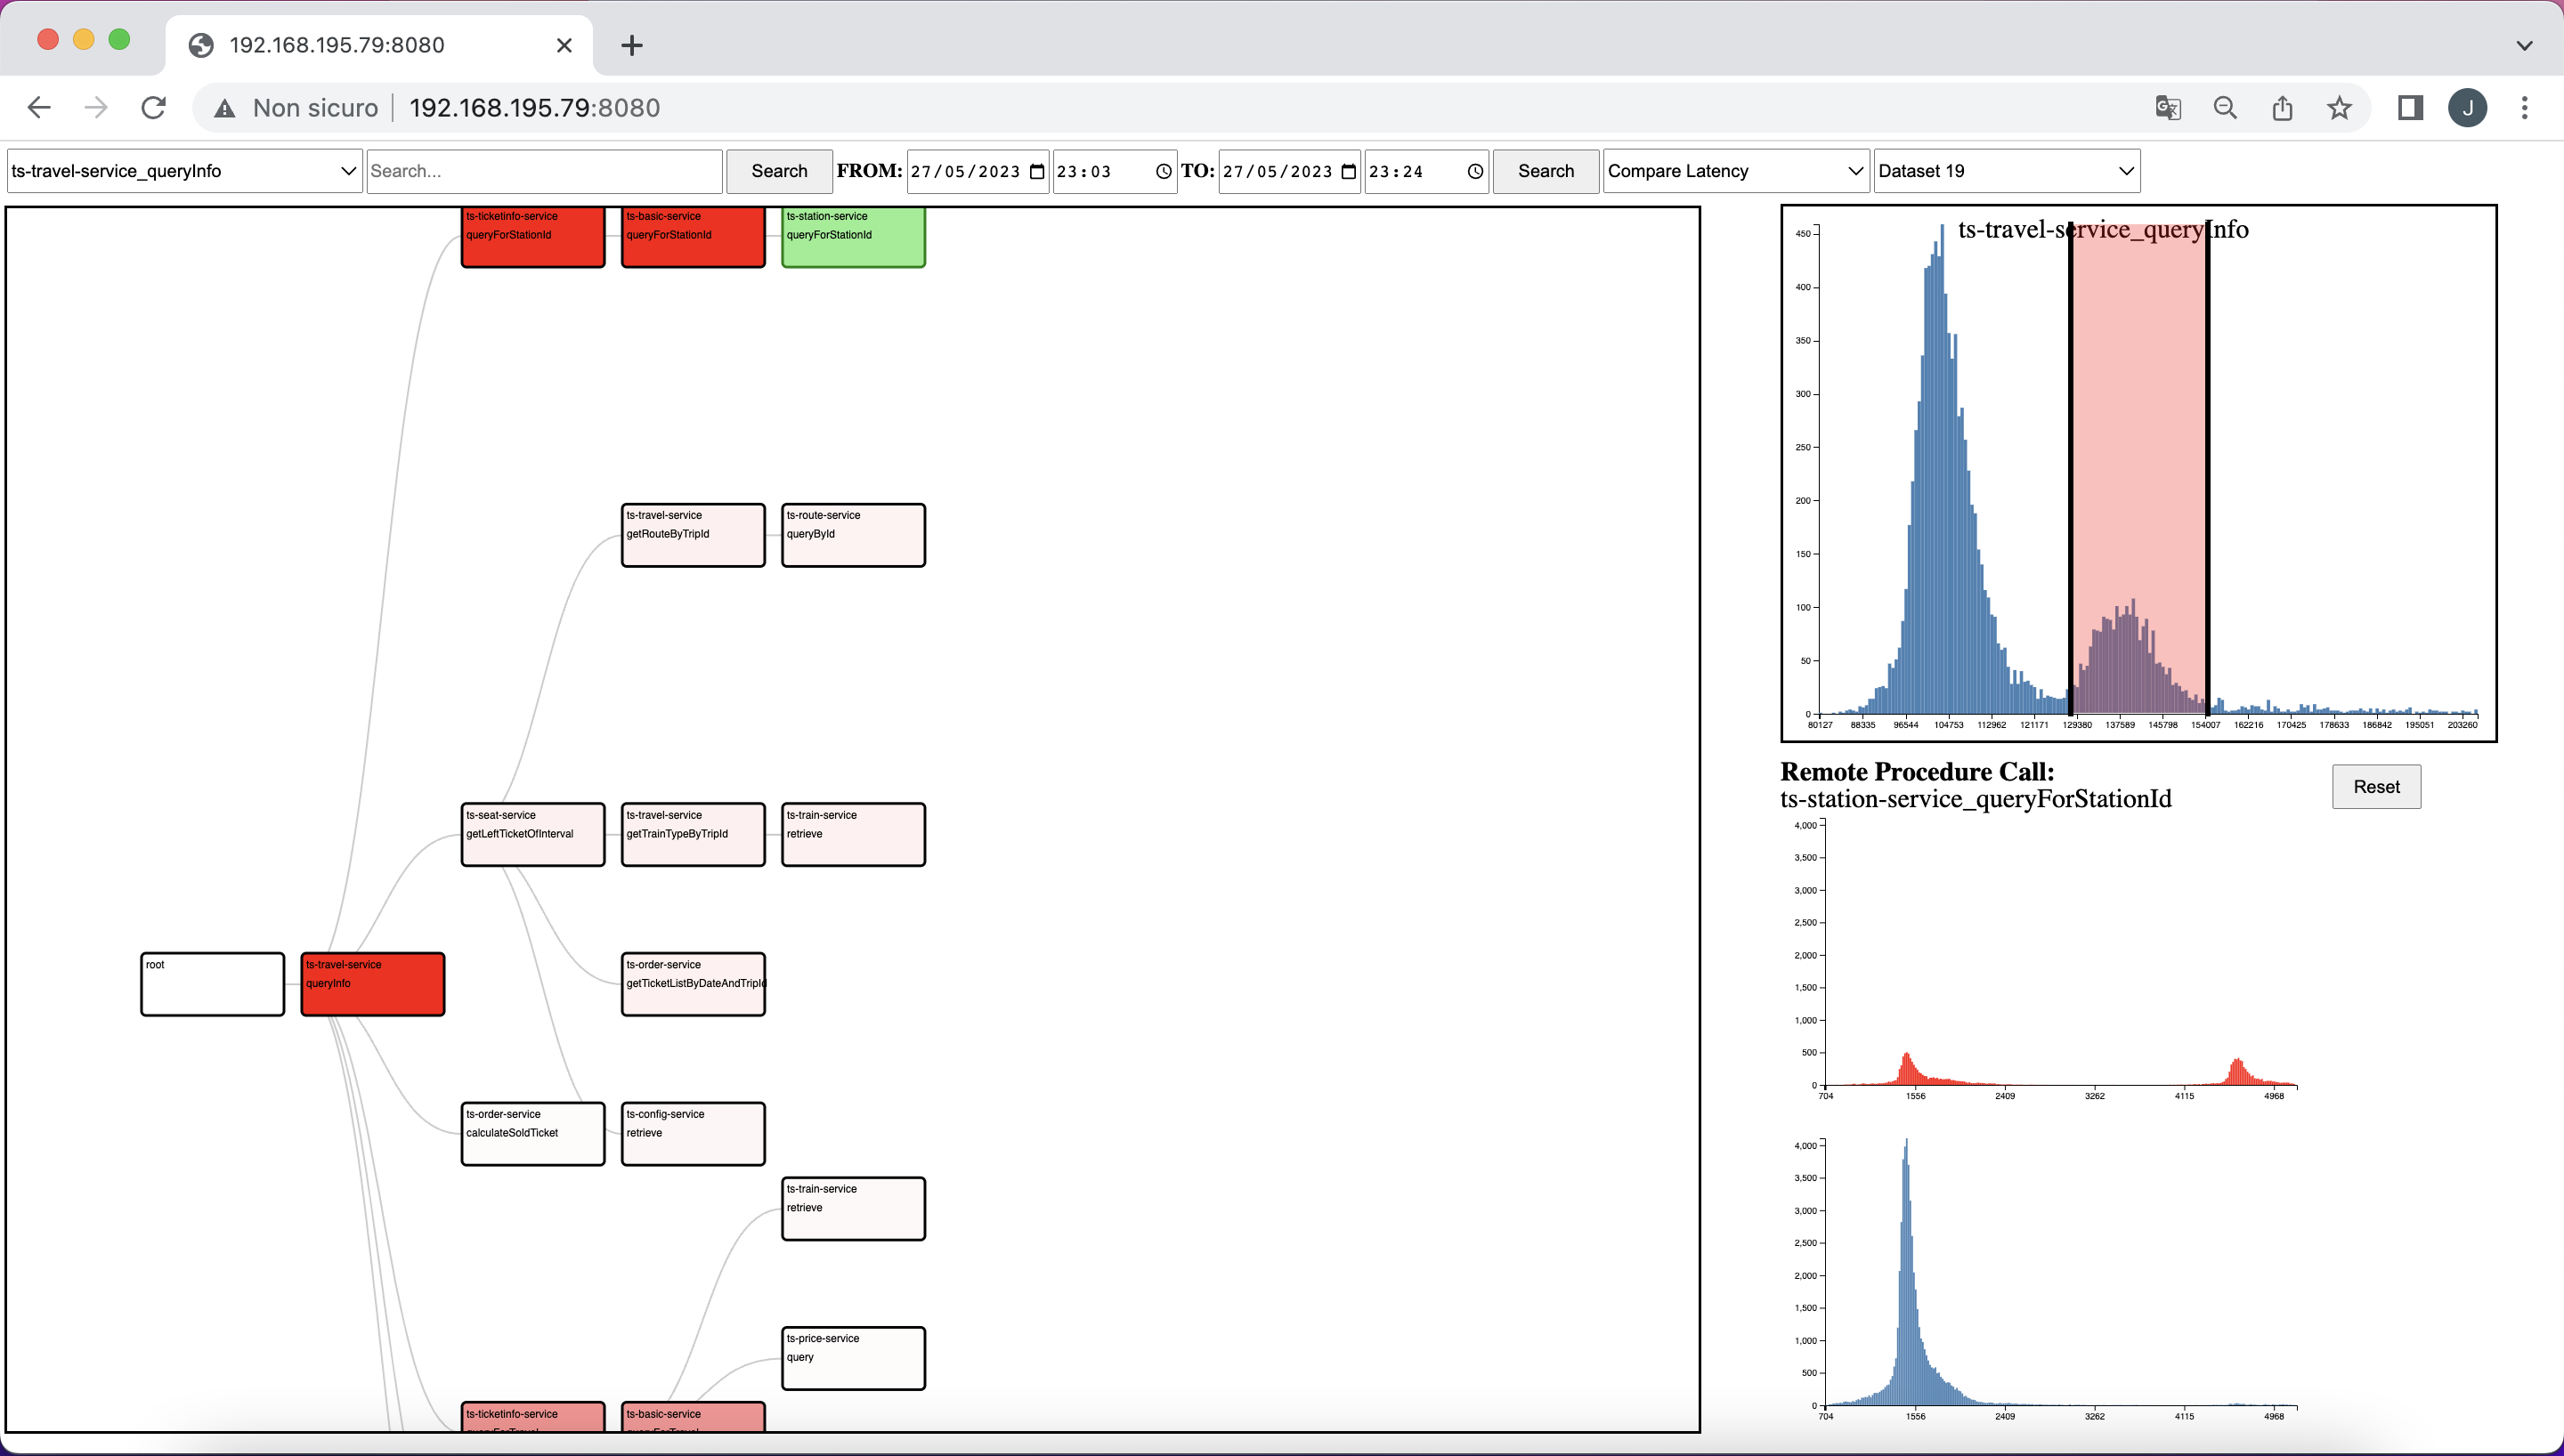 192.168.195.79:8080
Non sicuro 192.168.195.79:8080 J
ts-travel-service_queryInfo Search... Search FROM: 27/05/2023 23:03 TO: 27/05/2023 23:24 Search Compare Latency Dataset 19
ts-ticketinfo-service
queryForStationId
ts-basic-service
queryForStationId
ts-station-service
queryForStationId
ts-travel-service
getRouteByTripId
ts-route-service
queryById
ts-seat-service
getLeftTicketOfInterval
ts-travel-service
getTrainTypeByTripId
ts-train-service
retrieve
root
ts-travel-service
queryInfo
ts-order-service
getTicketListByDateAndTripId
ts-order-service
calculateSoldTicket
ts-config-service
retrieve
ts-train-service
retrieve
ts-price-service
query
ts-ticketinfo-service
queryForTravel
ts-basic-service
queryForTravel
ts-travel-service_queryInfo
450
400
350
300
250
200
150
100
50
0
80127 88335 96544 104753 112962 121171 129380 137589 145798 154007 162216 170425 178633 186842 195051 203260
Remote Procedure Call:
ts-station-service_queryForStationId
Reset
4,000
3,500
3,000
2,500
2,000
1,500
1,000
500
0
704 1556 2409 3262 4115 4968
4,000
3,500
3,000
2,500
2,000
1,500
1,000
500
0
704 1556 2409 3262 4115 4968